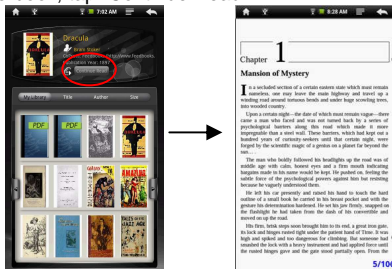 7:02 AM
Dracula
Bram Stoker
Publication Year: 1897
Continue Read
My Library Title Author Size
PDF PDF
8:28 AM
Chapter 1
Mansion of Mystery
In a secluded section of a certain eastern state which must remain
nameless, one may leave the main highway and travel up a
winding road around tortuous bends and under huge scowling trees,
into wooded country.
Upon a certain night—the date of which must remain vague—there
came a man who faced and was not turned back by a series of
psychological barriers along this road which made it more
impregnable than a steel wall. These barriers, which had kept out a
hundred years of curiosity-seekers until that certain night, were
forged by the scientific magic of a genius on a planet far beyond the
sun. . . .
The man who boldly followed his headlights up the road was of
middle age with calm, honest eyes and a firm mouth indicating
bargains made in his name would be kept. He pushed on, feeling the
subtle force of the psychological powers against him but resisting
because he vaguely understood them.
He left his car presently and raised his hand to touch the hard
outline of a small book he carried in his breast pocket and with the
gesture his determination hardened. He set his jaw firmly, snapped on
the flashlight he had taken from the dash of his convertible and
moved on up the road.
His firm, brisk steps soon brought him to its end, a great iron gate,
its lock and hinges rusted tight under the patient hand of Time. It was
high and spiked and too dangerous for climbing. But someone had
smashed the lock with a heavy instrument and had applied force until
the rusted hinges gave and the gate stood partially open. From the
5/100